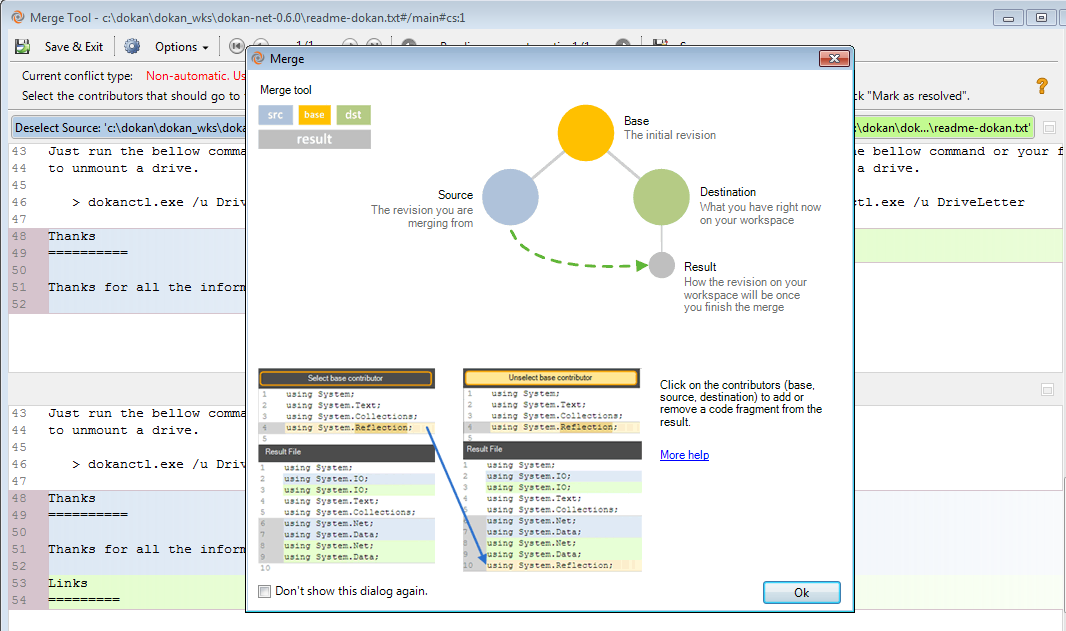 Merge Tool - c:\dokan\dokan_wks\dokan-net-0.6.0\readme-dokan.txt#/main#cs:1
Save & Exit Options 1/1
Current conflict type: Non-automatic.
Select the contributors that should go to "Mark as resolved".
Deselect Source: 'c:\dokan\dokan_wks\ :\dokan\dok...\readme-dokan.txt'
43 Just run the bellow bellow command or your
44 to unmount a drive. a drive.
45
46 > dokanctl.exe /u tl.exe /u DriveLetter
47
48 Thanks
49 ==========
50
51 Thanks for all the
52
43 Just run the bellow
44 to unmount a drive.
45
46 > dokanctl.exe /u
47
48 Thanks
49 ==========
50
51 Thanks for all the
52
53 Links
54 =========
Merge
Merge tool
src base dst
result
Base
The initial revision
Source
The revision you are
merging from
Destination
What you have right now
on your workspace
Result
How the revision on your
workspace will be once
you finish the merge
Select base contributor
1 using System;
2 using System.Text;
3 using System.Collections;
4 using System.Reflection;
5
Result File
1 using System;
2 using System.IO;
3 using System.IO;
4 using System.Text;
5 using System.Collections;
6 using System.Net;
7 using System.Data;
8 using System.Net;
9 using System.Data;
10
Unselect base contributor
1 using System;
2 using System.Text;
3 using System.Collections;
4 using System.Reflection;
5
Result File
1 using System;
2 using System.IO;
3 using System.IO;
4 using System.Text;
5 using System.Collections;
6 using System.Net;
7 using System.Data;
8 using System.Net;
9 using System.Data;
10 using System.Reflection;
Click on the contributors (base,
source, destination) to add or
remove a code fragment from the
result.
More help
Don't show this dialog again.
Ok